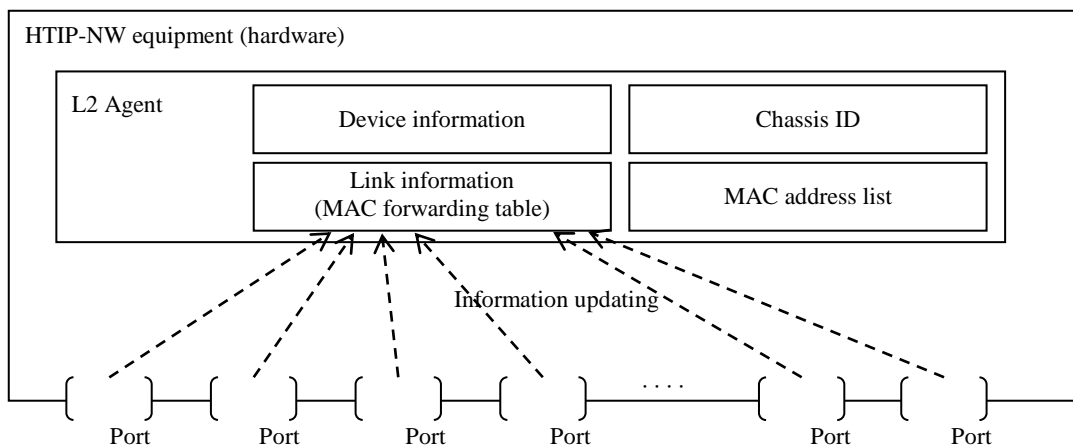 HTIP-NW equipment (hardware)
L2 Agent
Device information
Chassis ID
Link information
(MAC forwarding table)
MAC address list
Information updating
. . . .
Port Port Port Port Port Port